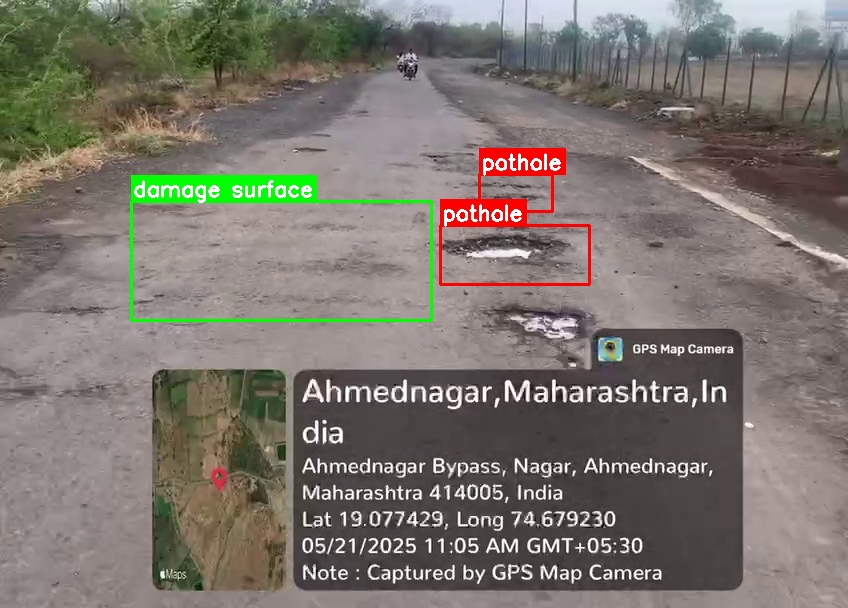 pothole
damage surface
pothole
GPS Map Camera
Ahmednagar,Maharashtra,In
dia
Ahmednagar Bypass, Nagar, Ahmednagar,
Maharashtra 414005, India
Lat 19.077429, Long 74.679230
05/21/2025 11:05 AM GMT+05:30
Note : Captured by GPS Map Camera
Maps